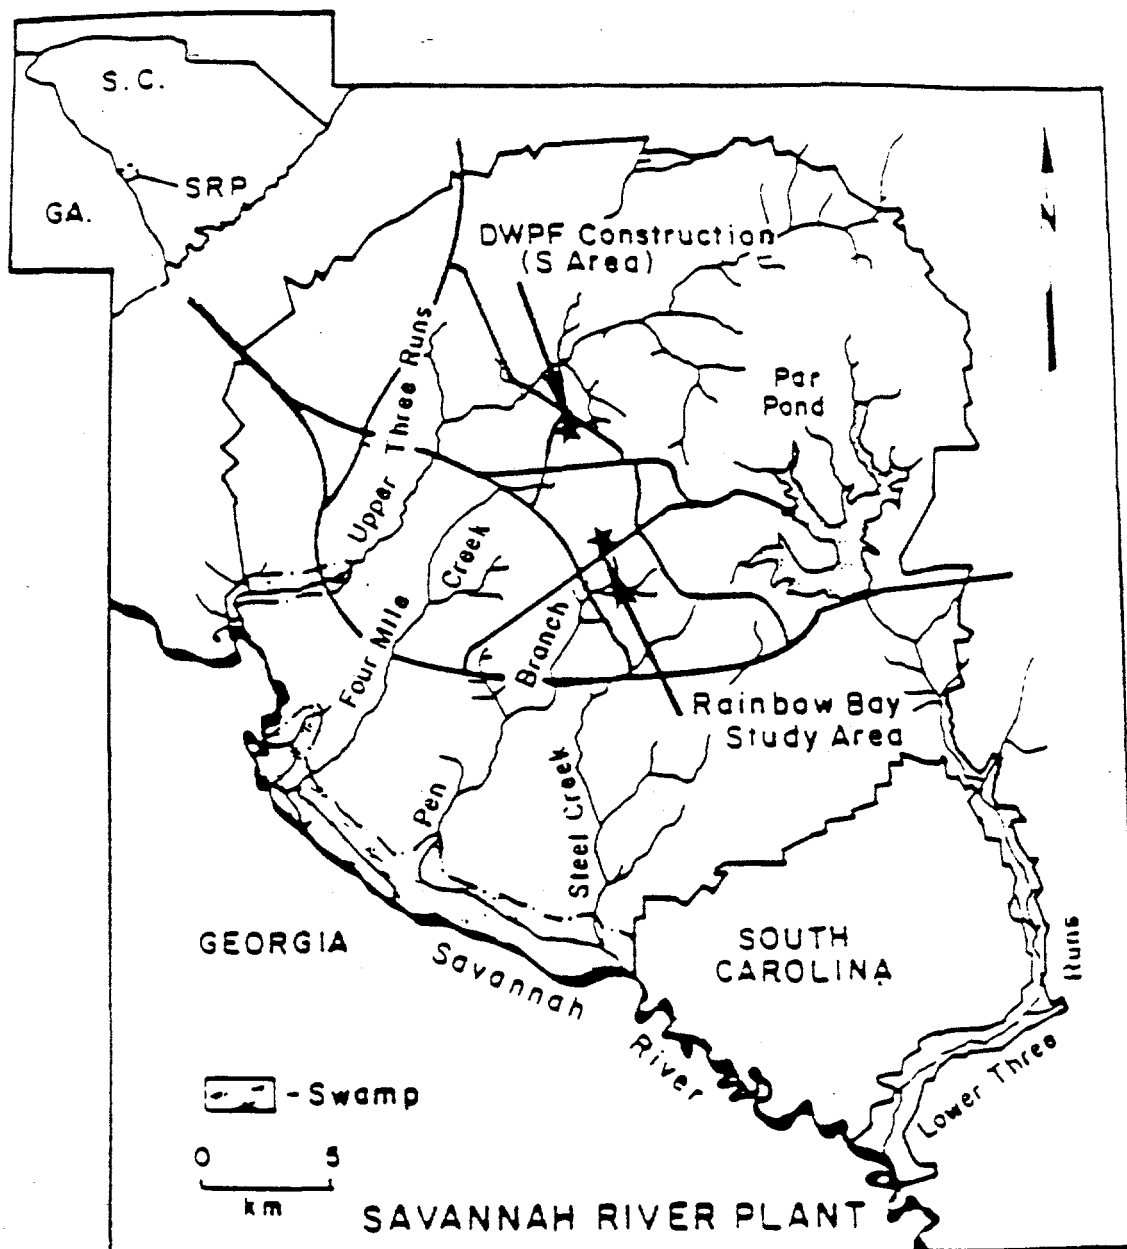 S. C.
SRP
GA.
N
DWPF Construction
(S Area)
Upper Three Runs
Par
Pond
Four Mile Creek
Pen Branch
Rainbow Bay
Study Area
Steel Creek
GEORGIA
Savannah River
SOUTH
CAROLINA
Lower Three Runs
- Swamp
0 5
km
SAVANNAH RIVER PLANT